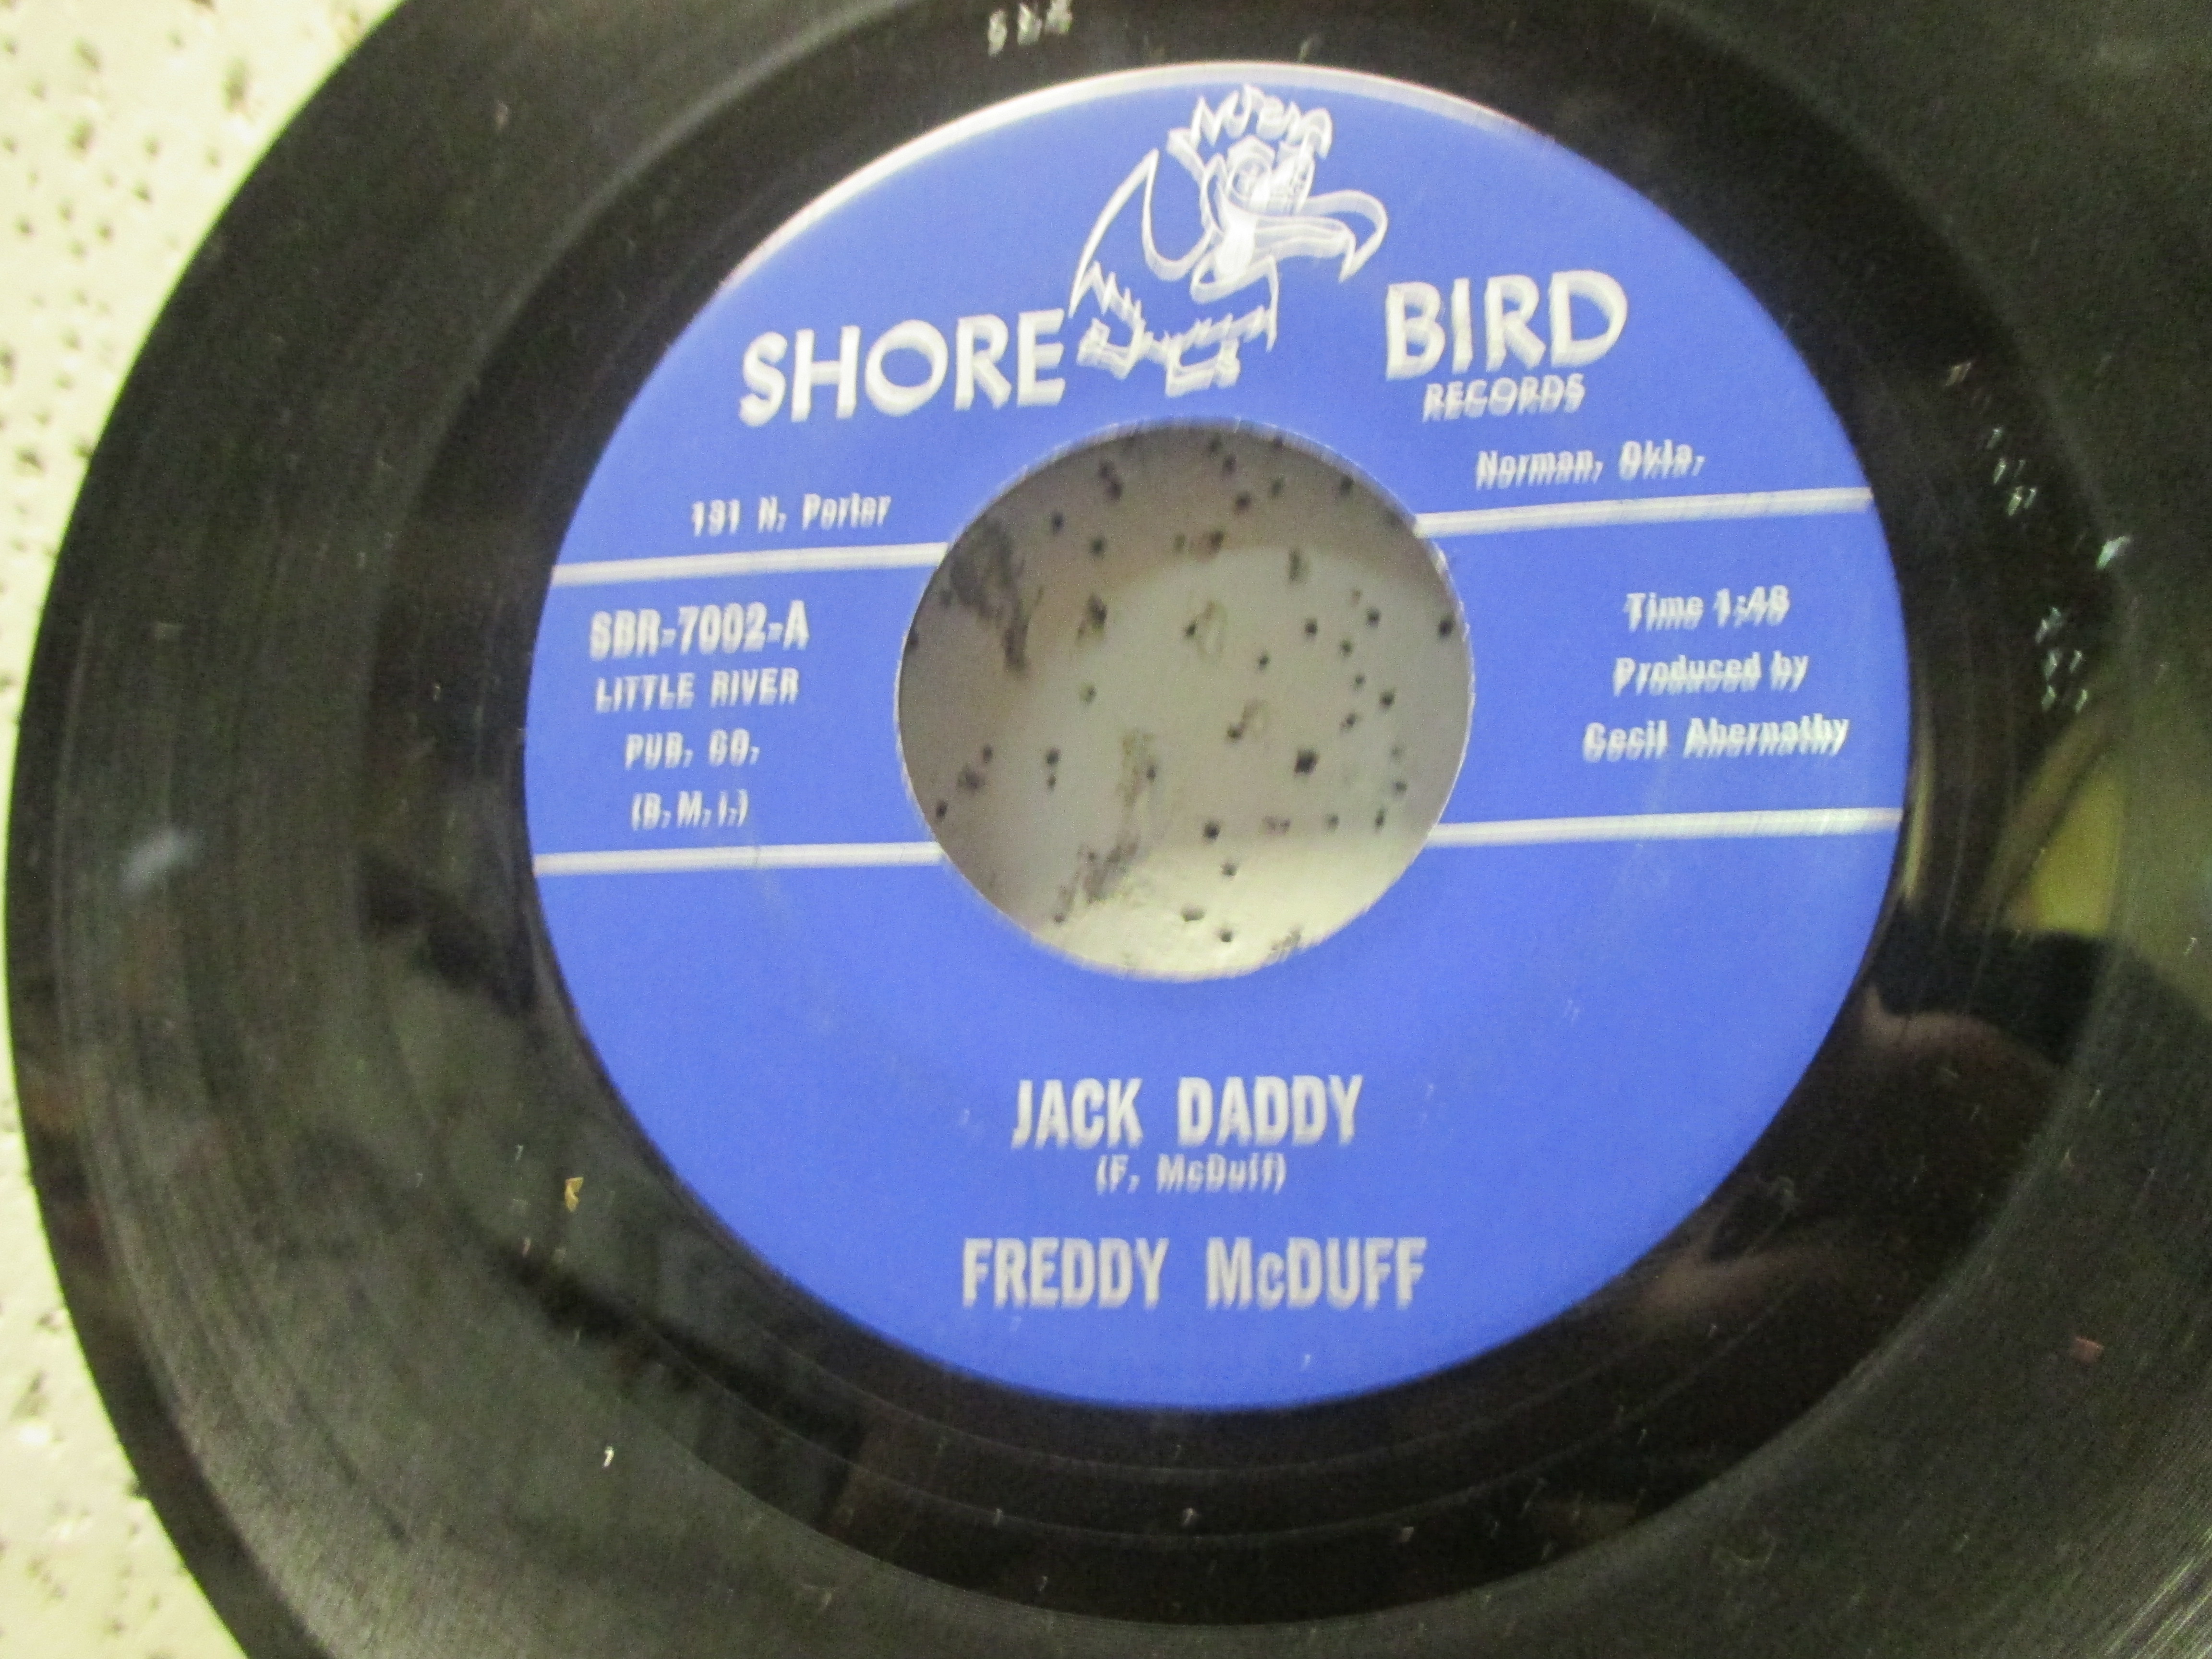 SHORE BIRD
RECORDS
Norman, Okla.
131 N. Porter
SBR-7002-A
LITTLE RIVER
PUB. CO.
(B. M. I.)
Time 1:48
Produced by
Cecil Abernathy
JACK DADDY
(F. McDuff)
FREDDY McDUFF